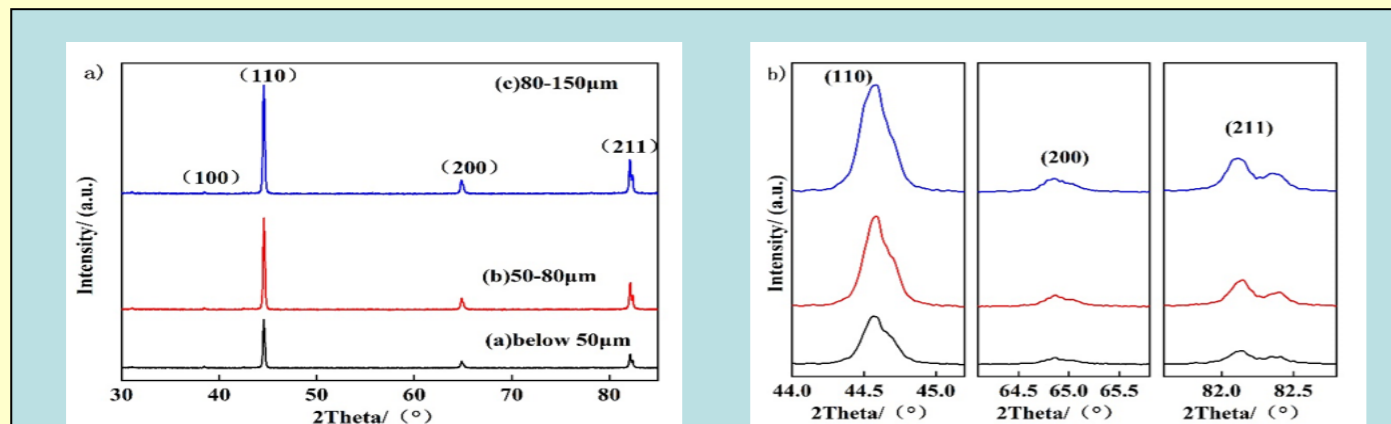 a)
(110)
(c)80-150μm
(211)
(100)
(200)
(b)50-80μm
(a)below 50μm
Intensity/ (a.u.)
30 40 50 60 70 80
2Theta/（°）
b)
(110)
(200)
(211)
Intensity/ (a.u.)
44.0 44.5 45.0 64.5 65.0 65.5 82.0 82.5
2Theta/（°） 2Theta/（°） 2Theta/（°）